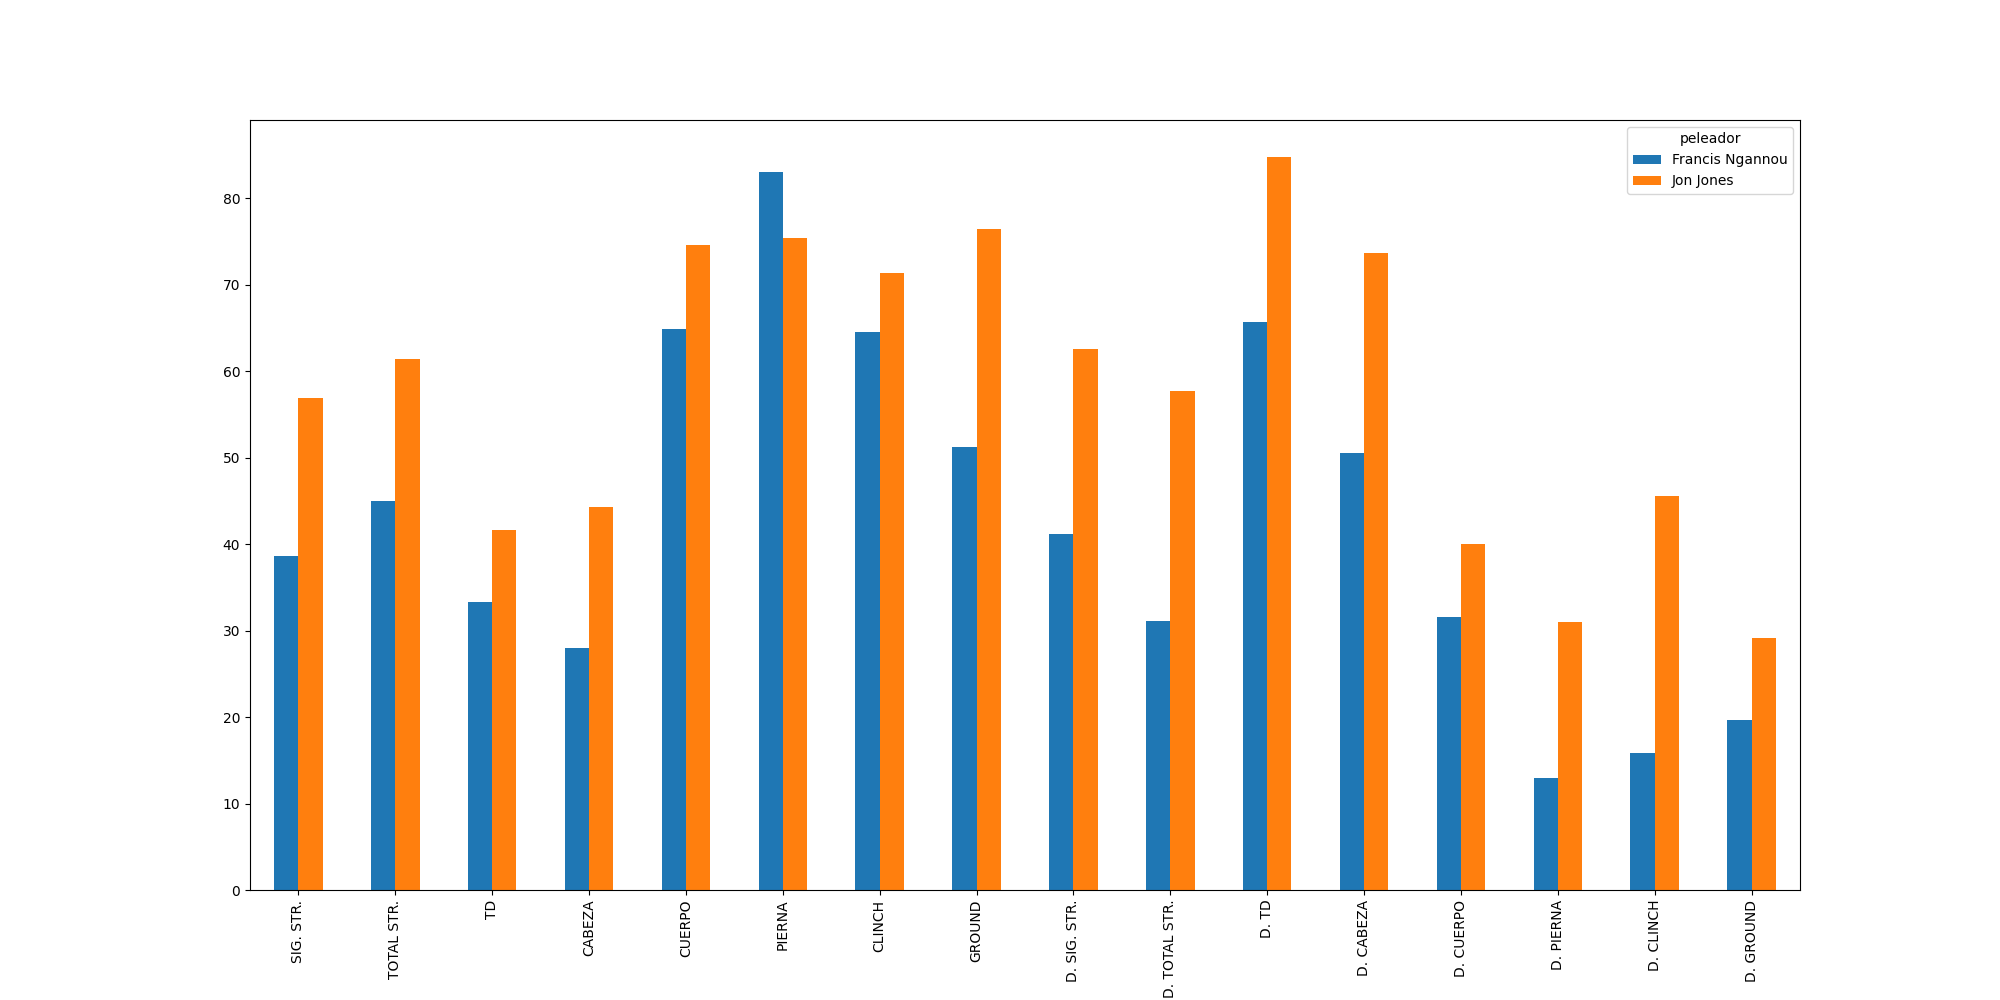 peleador
Francis Ngannou
Jon Jones
80
70
60
50
40
30
20
10
0
SIG. STR.
TOTAL STR.
TD
CABEZA
CUERPO
PIERNA
CLINCH
GROUND
D. SIG. STR.
D. TOTAL STR.
D. TD
D. CABEZA
D. CUERPO
D. PIERNA
D. CLINCH
D. GROUND